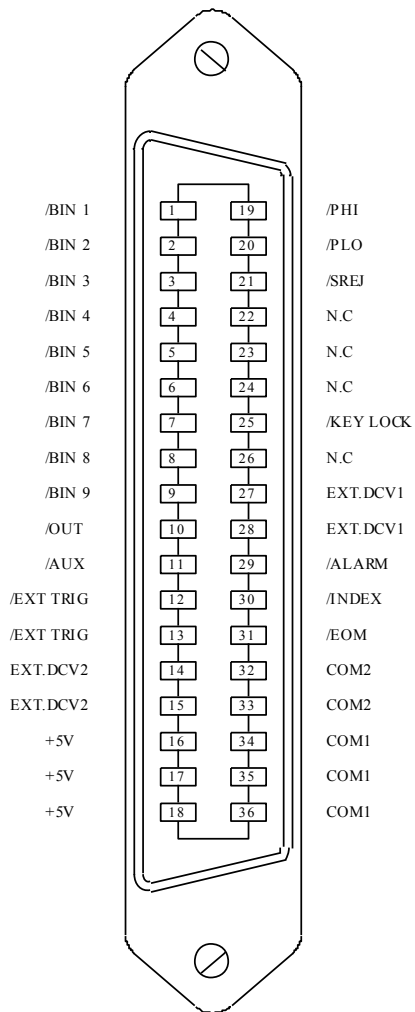 /BIN 1 1 19 /PHI
/BIN 2 2 20 /PLO
/BIN 3 3 21 /SREJ
/BIN 4 4 22 N.C
/BIN 5 5 23 N.C
/BIN 6 6 24 N.C
/BIN 7 7 25 /KEY LOCK
/BIN 8 8 26 N.C
/BIN 9 9 27 EXT.DCV1
/OUT 10 28 EXT.DCV1
/AUX 11 29 /ALARM
/EXT TRIG 12 30 /INDEX
/EXT TRIG 13 31 /EOM
EXT.DCV2 14 32 COM2
EXT.DCV2 15 33 COM2
+5V 16 34 COM1
+5V 17 35 COM1
+5V 18 36 COM1